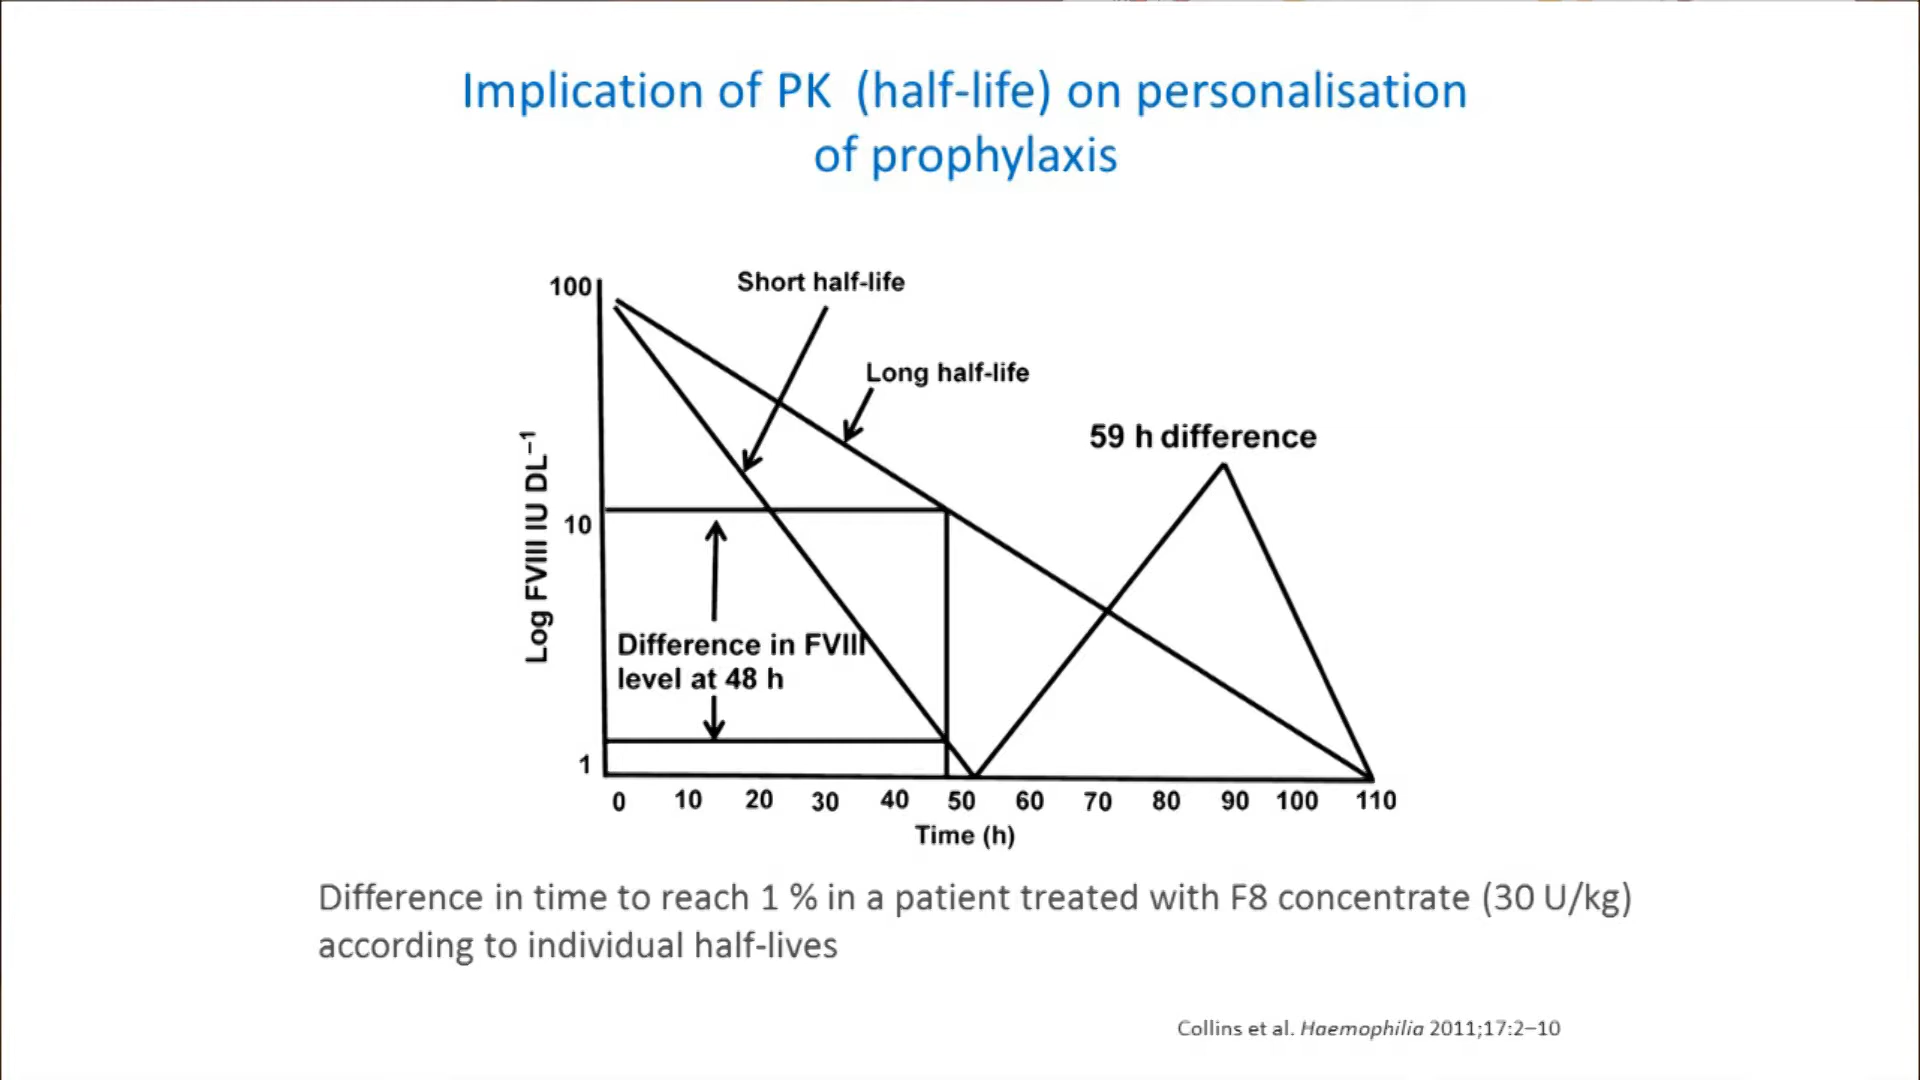 Implication of PK (half-life) on personalisation
of prophylaxis
Short half-life
Long half-life
59 h difference
Log FVIII IU DL⁻¹
100
10
1
Difference in FVIII
level at 48 h
0 10 20 30 40 50 60 70 80 90 100 110
Time (h)
Difference in time to reach 1 % in a patient treated with F8 concentrate (30 U/kg)
according to individual half-lives
Collins et al. Haemophilia 2011;17:2–10